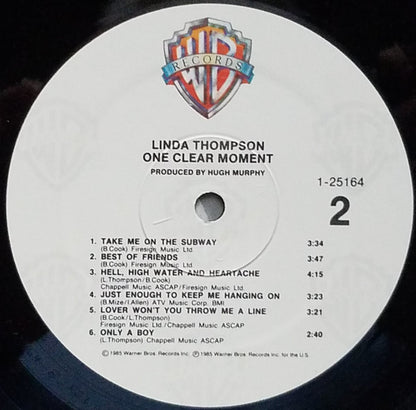 WB
RECORDS
LINDA THOMPSON
ONE CLEAR MOMENT
PRODUCED BY HUGH MURPHY
1-25164
2
1. TAKE ME ON THE SUBWAY 3:34
(B.Cook) Firesign Music Ltd.
2. BEST OF FRIENDS 3:47
(B.Cook) Firesign Music Ltd.
3. HELL, HIGH WATER AND HEARTACHE 4:15
(L.Thompson/B.Cook)
Chappell Music ASCAP/Firesign Music Ltd.
4. JUST ENOUGH TO KEEP ME HANGING ON 3:23
(B.Mize/I.Allen) ATV Music Corp. BMI
5. LOVER WON'T YOU THROW ME A LINE 3:21
(B.Cook/L.Thompson)
Firesign Music Ltd./Chappell Music ASCAP
6. ONLY A BOY 2:40
(L.Thompson) Chappell Music ASCAP
©1985 Warner Bros. Records Inc. ℗1985 Warner Bros. Records Inc. for the U.S.